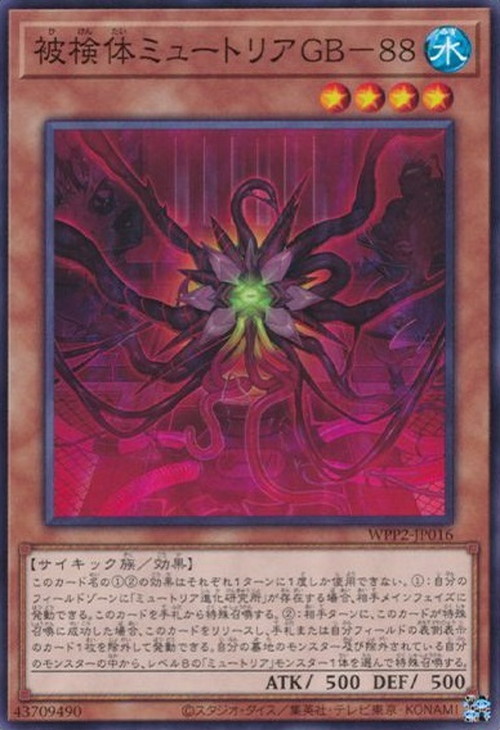 被検体ミュートリアGB－88
水
WPP2-JP016
【サイキック族／効果】
このカード名の①②の効果はそれぞれ１ターンに１度しか使用できない。①：自分の
フィールドゾーンに「ミュートリア進化研究所」が存在する場合、相手メインフェイズに
発動できる。このカードを手札から特殊召喚する。②：相手ターンに、このカードが特殊
召喚に成功した場合、このカードをリリースし、手札または自分フィールドの表側表示
のカード１枚を除外して発動できる。自分の墓地のモンスター及び除外されている自分
のモンスターの中から、レベル８の「ミュートリア」モンスター１体を選んで特殊召喚する。
ATK/ 500 DEF/ 500
43709490 ©スタジオ・ダイス／集英社・テレビ東京・KONAMI